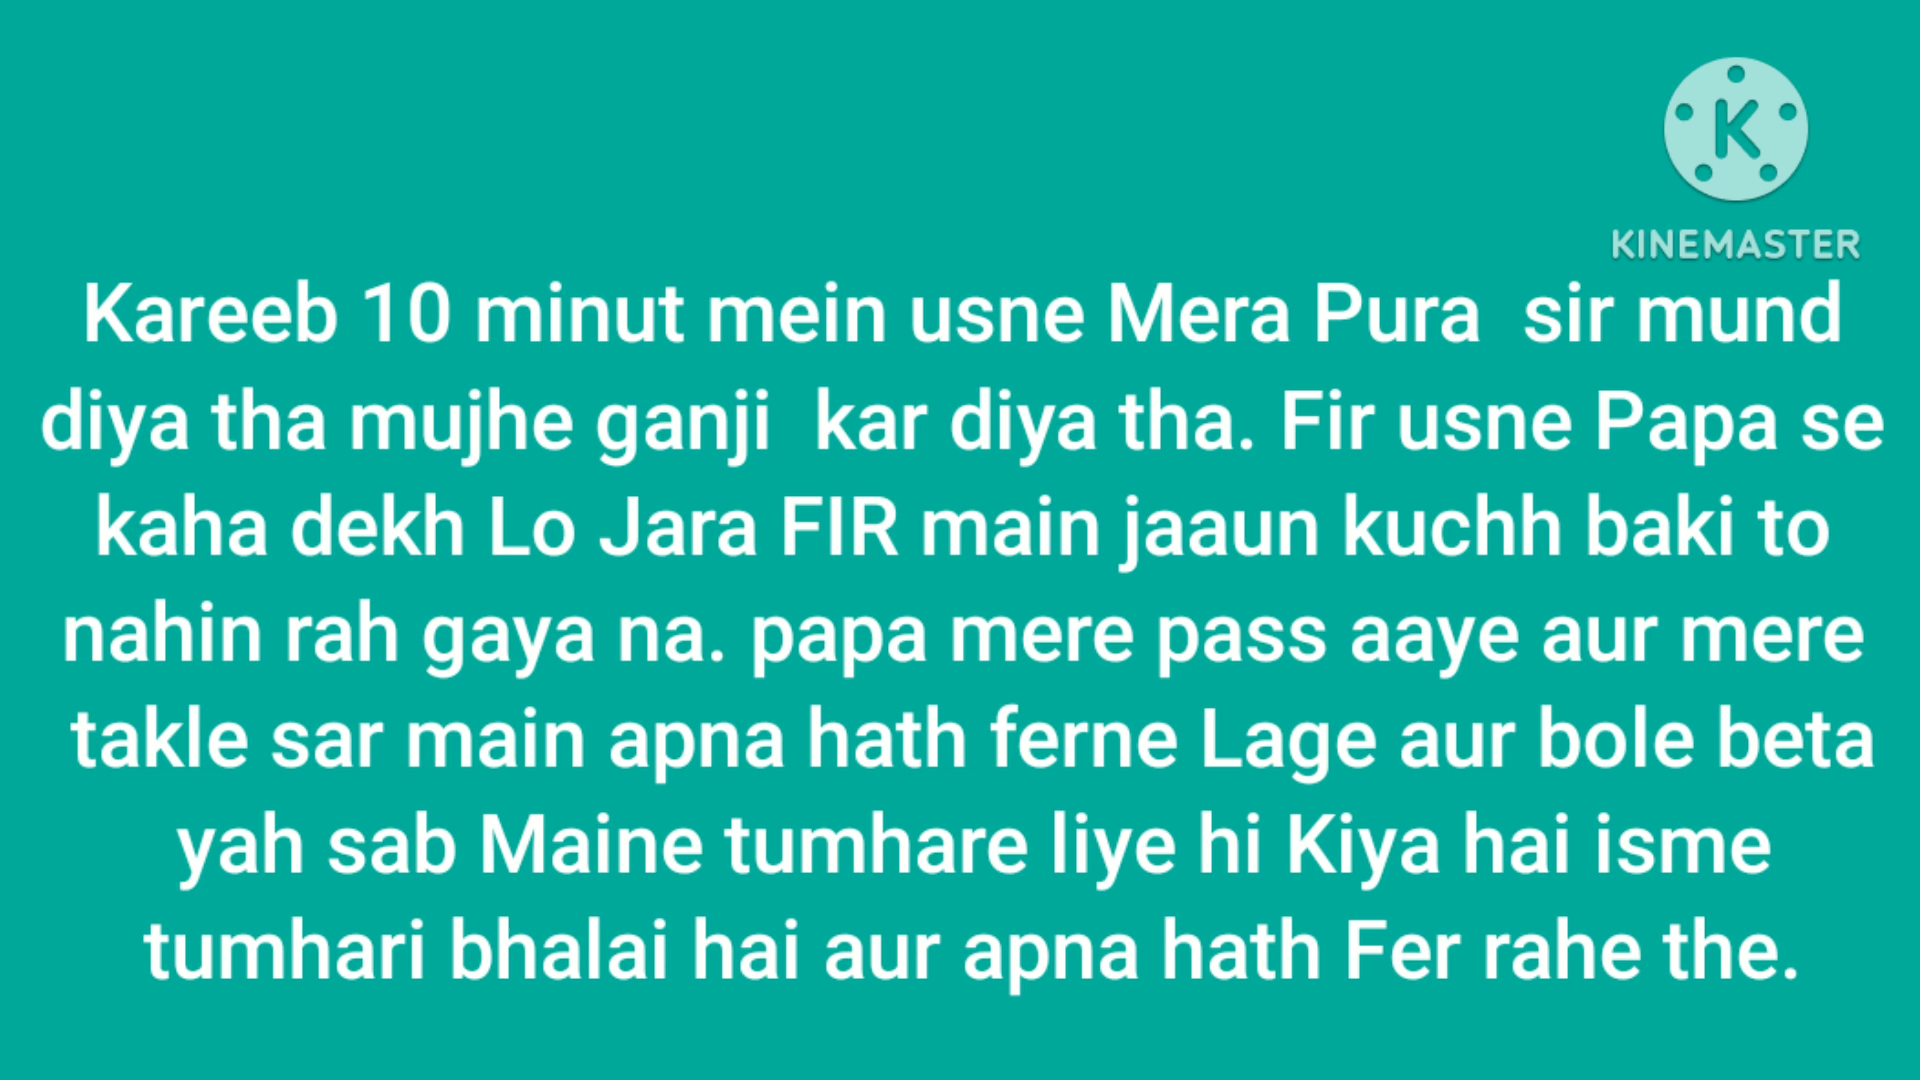 KINEMASTER
Kareeb 10 minut mein usne Mera Pura sir mund
diya tha mujhe ganji kar diya tha. Fir usne Papa se
kaha dekh Lo Jara FIR main jaaun kuchh baki to
nahin rah gaya na. papa mere pass aaye aur mere
takle sar main apna hath ferne Lage aur bole beta
yah sab Maine tumhare liye hi Kiya hai isme
tumhari bhalai hai aur apna hath Fer rahe the.